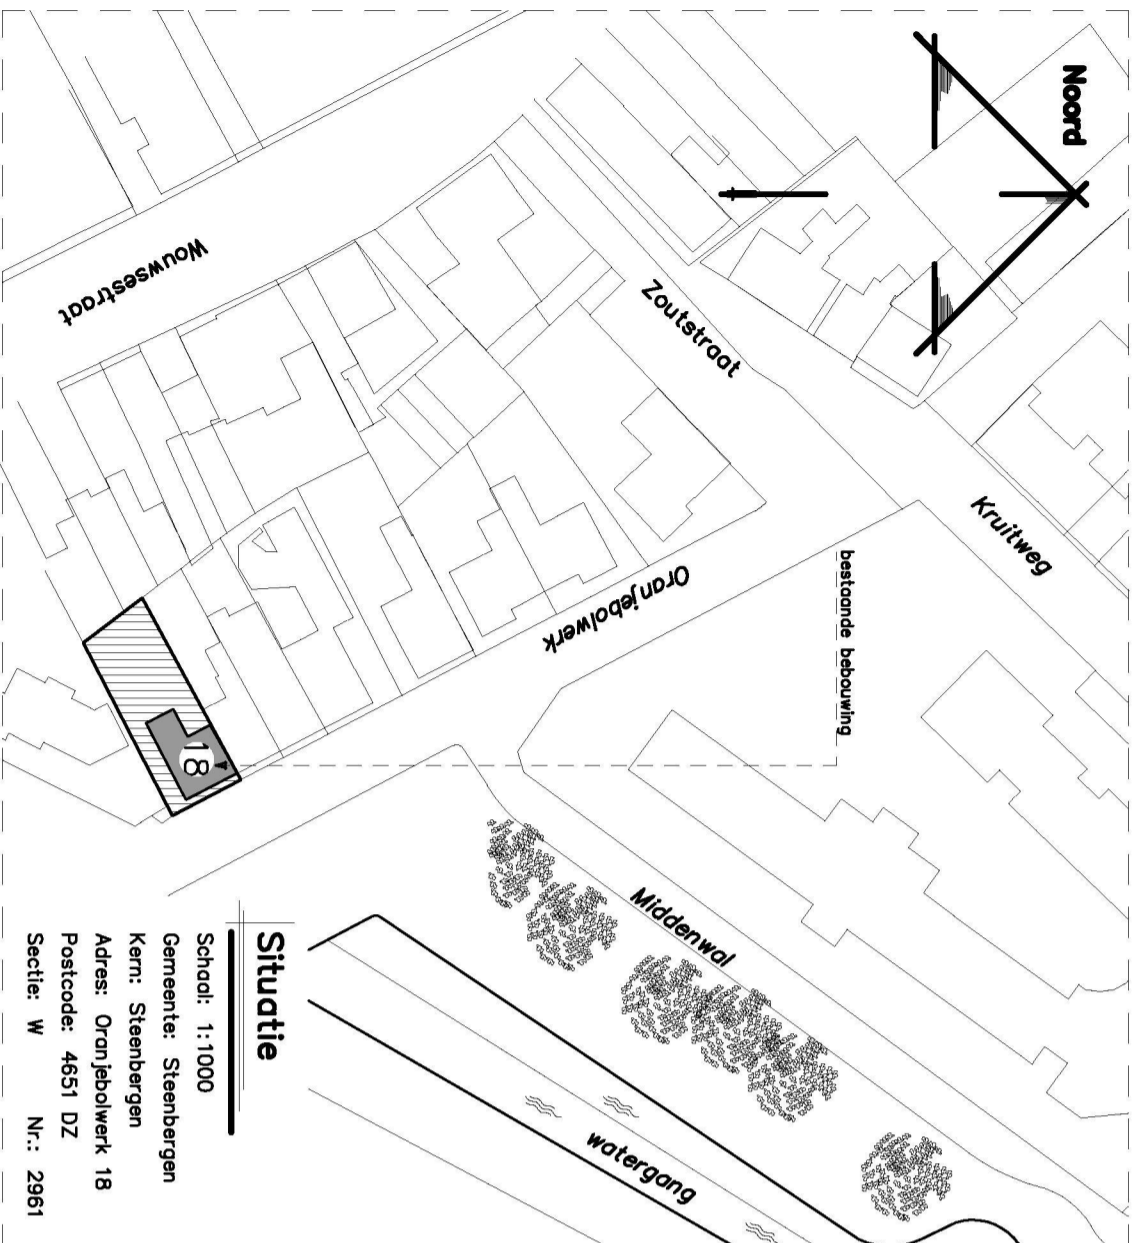 Noord
Wouwsestraat
Zoutstraat
Kruitweg
Oranjebolwerk
bestaande bebouwing
18
Middenwal
watergang
Situatie
Schaal: 1:1000
Gemeente: Steenbergen
Kern: Steenbergen
Adres: Oranjebolwerk 18
Postcode: 4651 DZ
Sectie: W Nr.: 2961